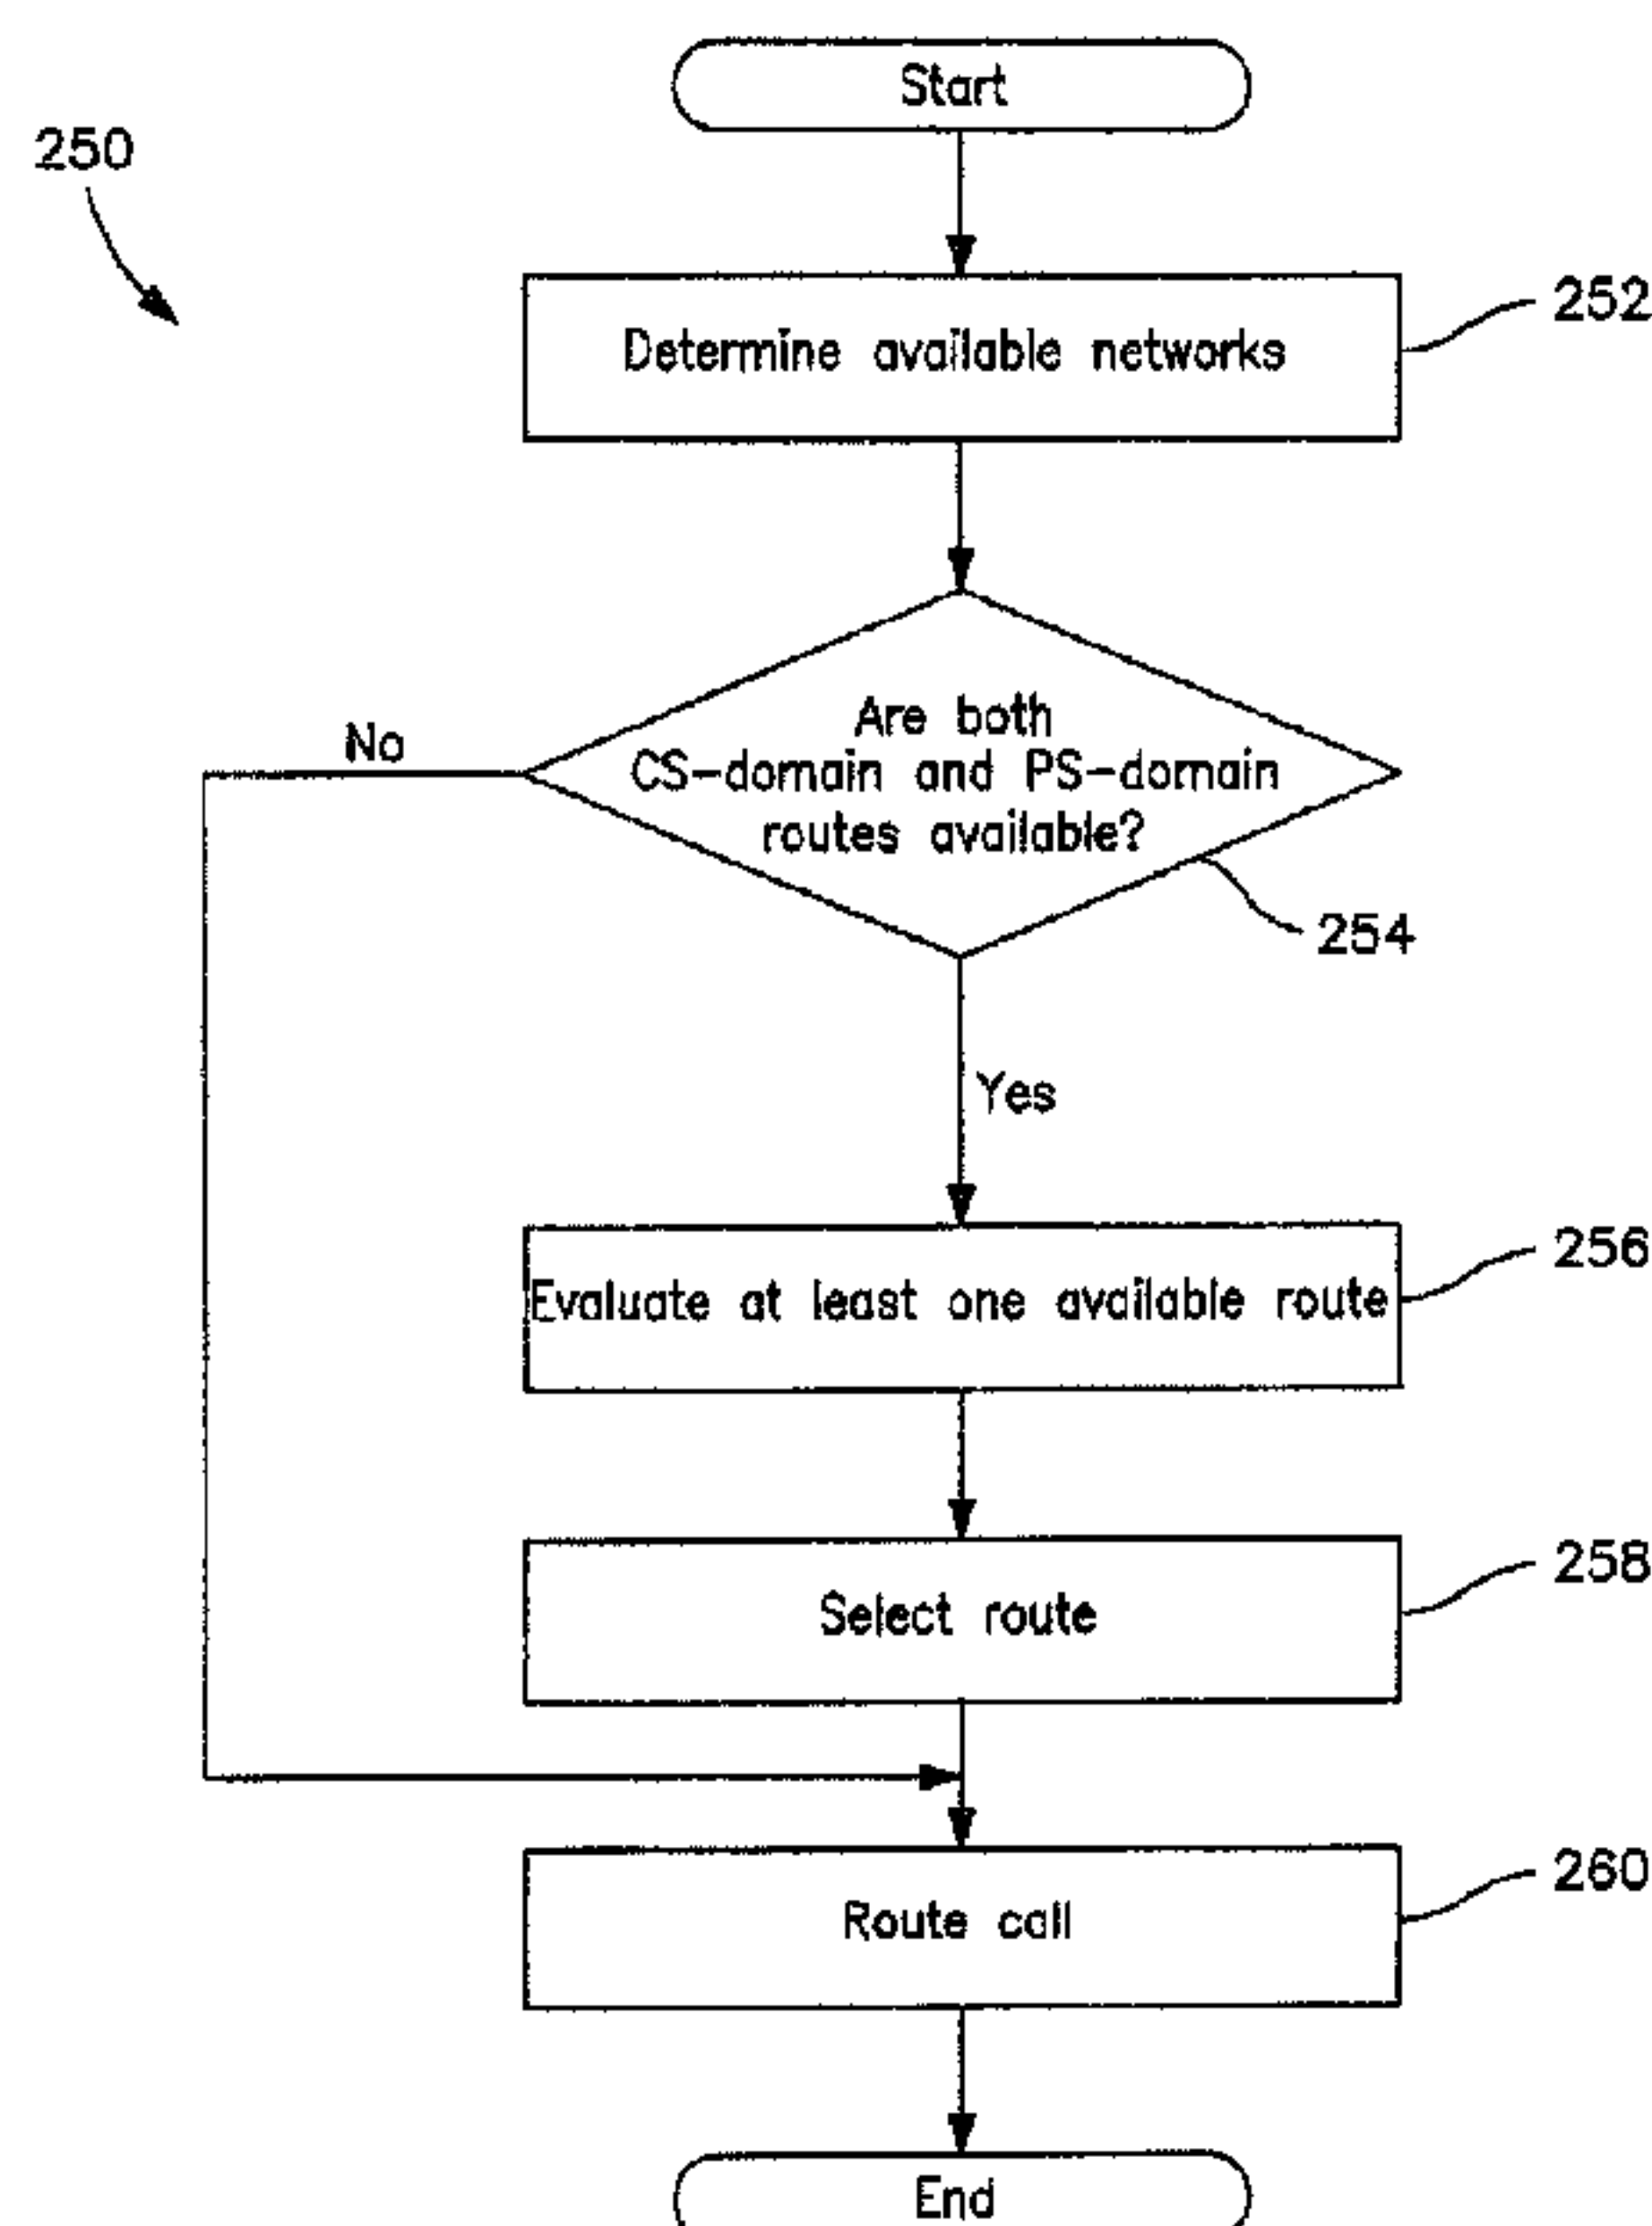 Start
250
Determine available networks
252
Are both
CS-domain and PS-domain
routes available?
No
254
Yes
Evaluate at least one available route
256
Select route
258
Route call
260
End